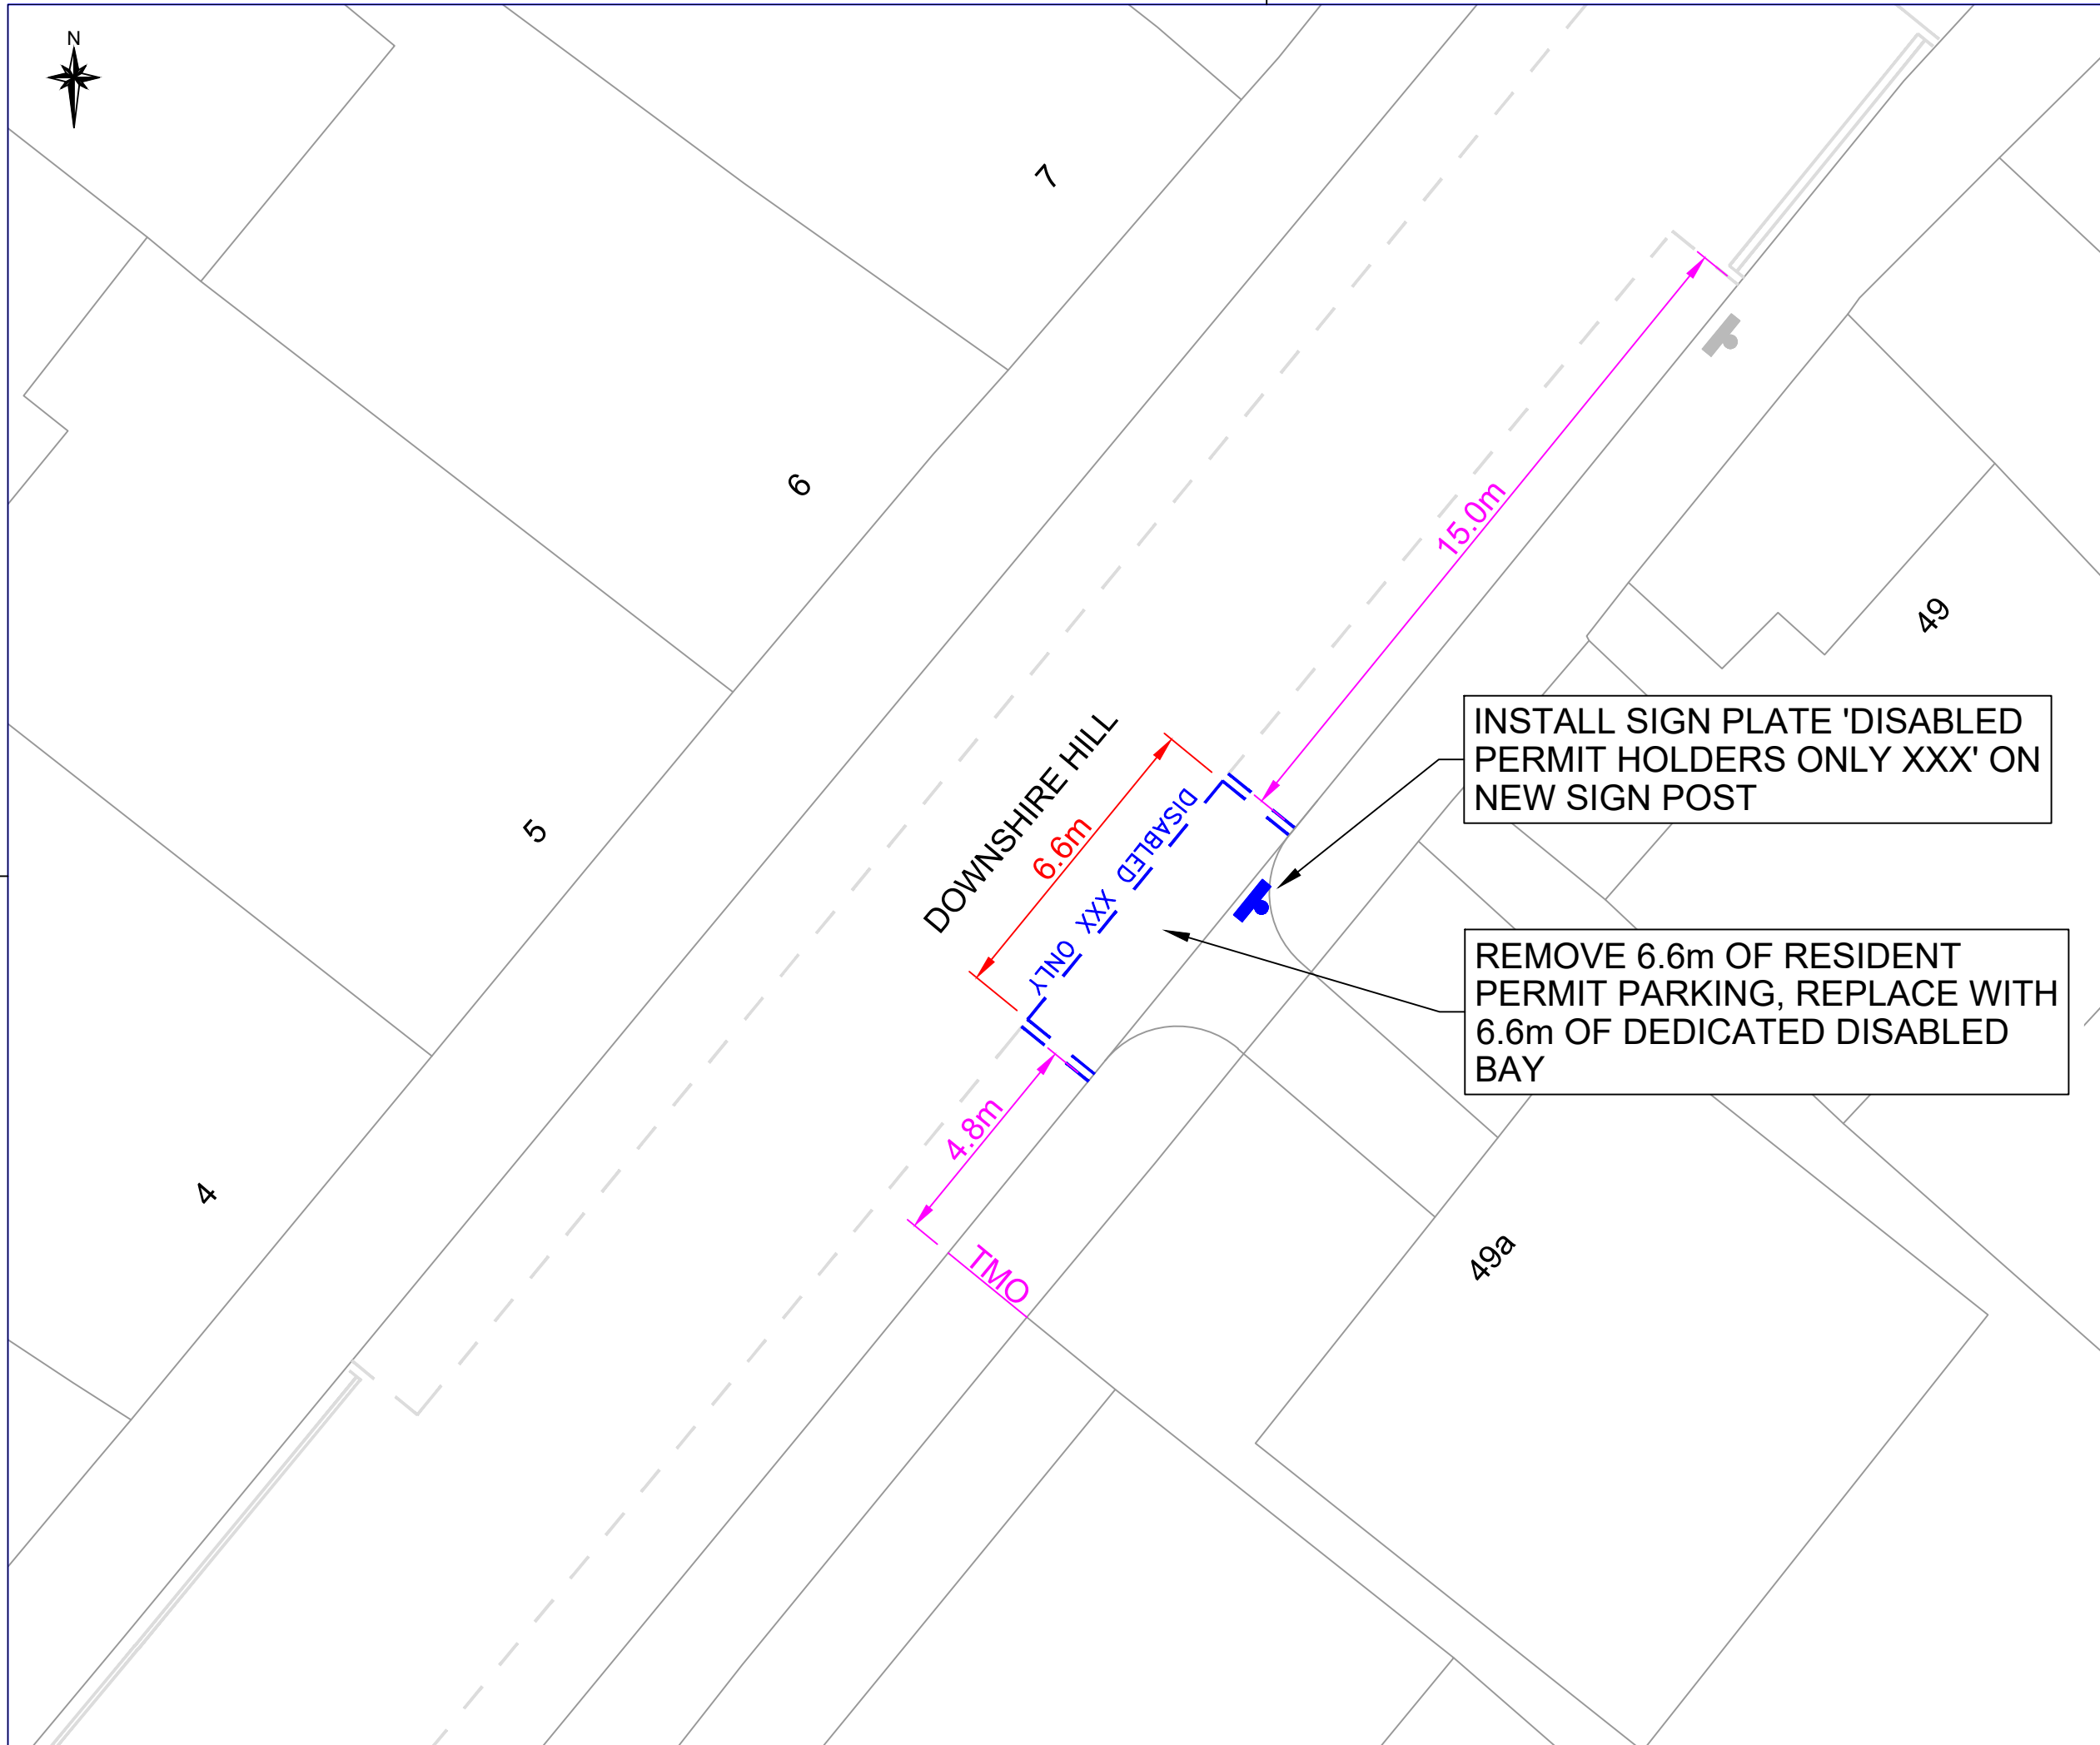 N
7
6
15.0m
49
INSTALL SIGN PLATE 'DISABLED
PERMIT HOLDERS ONLY XXX' ON
NEW SIGN POST
DOWNSHIRE HILL
6.6m
DISABLED XXX ONLY
5
REMOVE 6.6m OF RESIDENT
PERMIT PARKING, REPLACE WITH
6.6m OF DEDICATED DISABLED
BAY
4.8m
4
TMO
49a